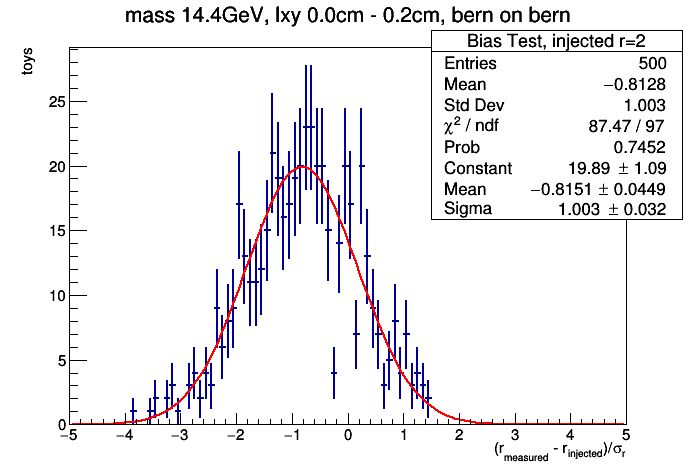 mass 14.4GeV, lxy 0.0cm - 0.2cm, bern on bern
Bias Test, injected r=2
Entries 500
Mean −0.8128
Std Dev 1.003
χ² / ndf 87.47 / 97
Prob 0.7452
Constant 19.89 ± 1.09
Mean −0.8151 ± 0.0449
Sigma 1.003 ± 0.032
toys
25
20
15
10
5
0
−5 −4 −3 −2 −1 0 1 2 3 4 5
(r_measured - r_injected)/σ_r